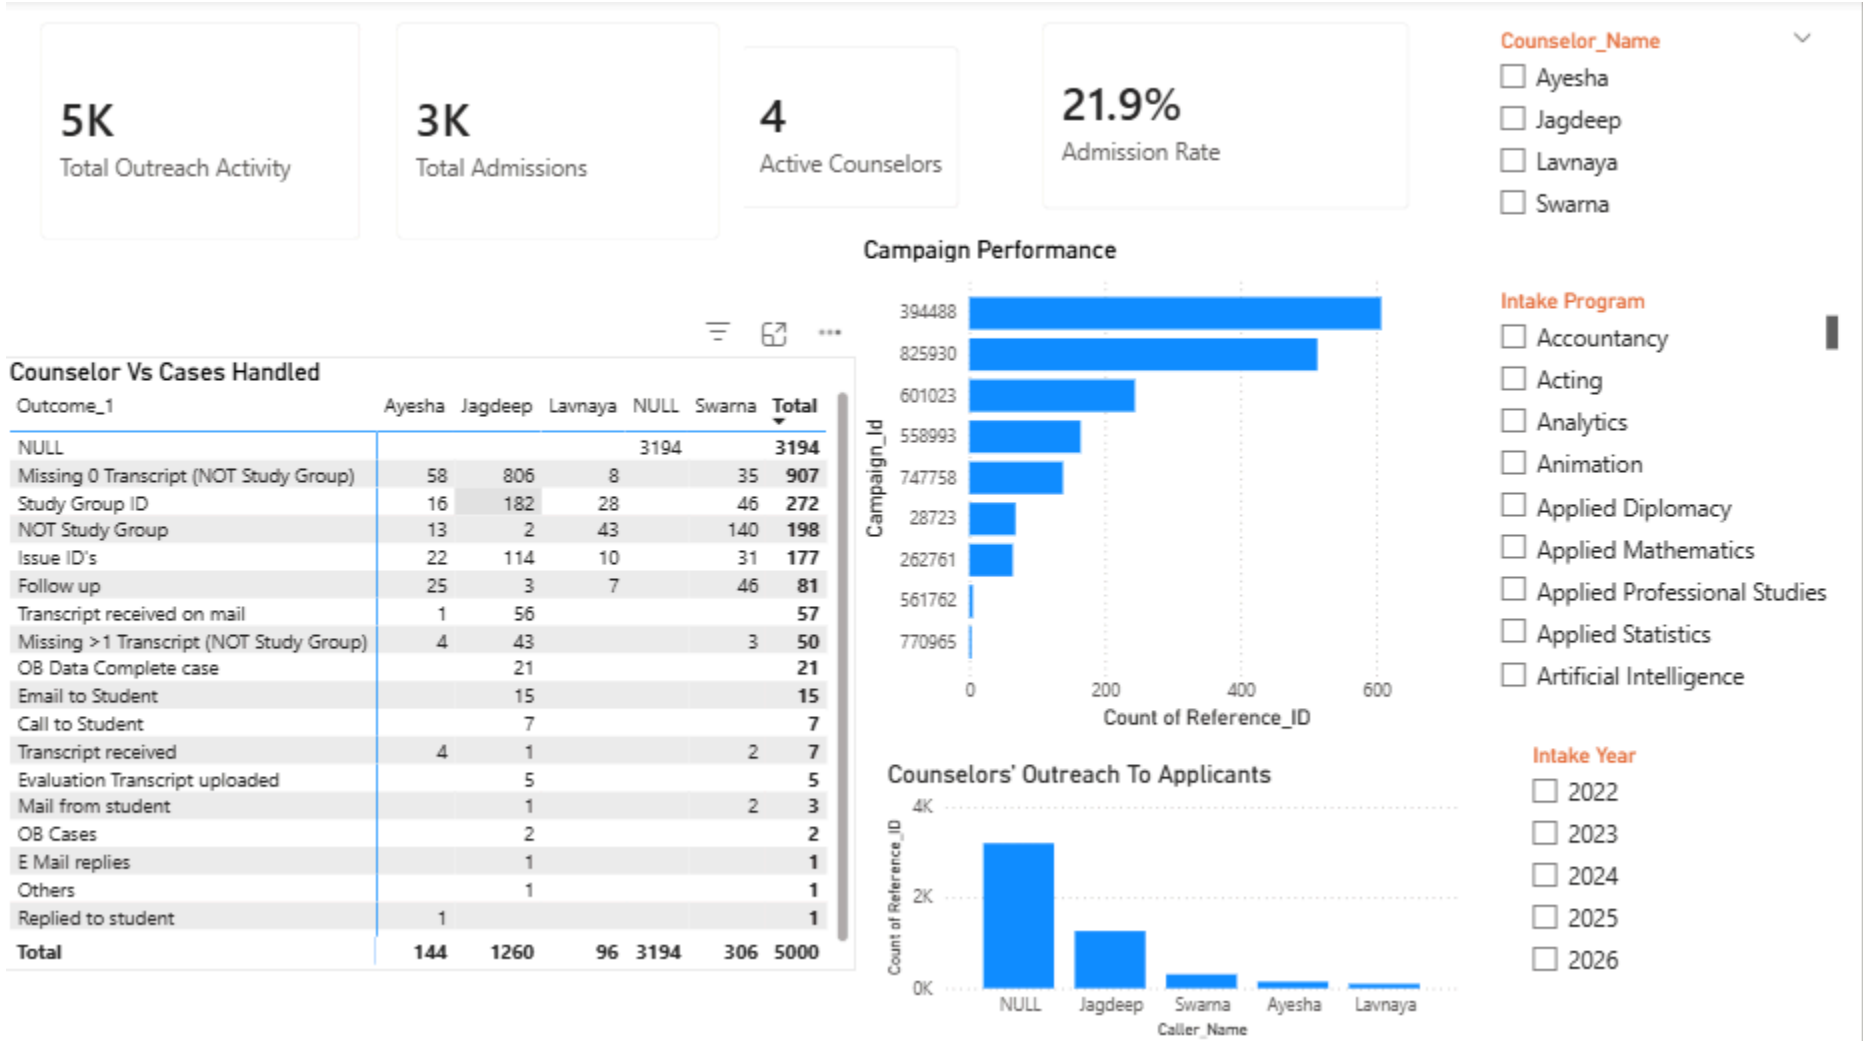 5K
Total Outreach Activity
3K
Total Admissions
4
Active Counselors
21.9%
Admission Rate
Counselor_Name
Ayesha
Jagdeep
Lavnaya
Swarna
Intake Program
Accountancy
Acting
Analytics
Animation
Applied Diplomacy
Applied Mathematics
Applied Professional Studies
Applied Statistics
Artificial Intelligence
Intake Year
2022
2023
2024
2025
2026
Counselor Vs Cases Handled
Outcome_1 Ayesha Jagdeep Lavnaya NULL Swarna Total
NULL 3194 3194
Missing 0 Transcript (NOT Study Group) 58 806 8 35 907
Study Group ID 16 182 28 46 272
NOT Study Group 13 2 43 140 198
Issue ID's 22 114 10 31 177
Follow up 25 3 7 46 81
Transcript received on mail 1 56 57
Missing >1 Transcript (NOT Study Group) 4 43 3 50
OB Data Complete case 21 21
Email to Student 15 15
Call to Student 7 7
Transcript received 4 1 2 7
Evaluation Transcript uploaded 5 5
Mail from student 1 2 3
OB Cases 2 2
E Mail replies 1 1
Others 1 1
Replied to student 1 1
Total 144 1260 96 3194 306 5000
Campaign Performance
Campaign_Id
394488
825930
601023
558993
747758
28723
262761
561762
770965
0 200 400 600
Count of Reference_ID
Counselors' Outreach To Applicants
Count of Reference_ID
4K
2K
0K
NULL Jagdeep Swarna Ayesha Lavnaya
Caller_Name